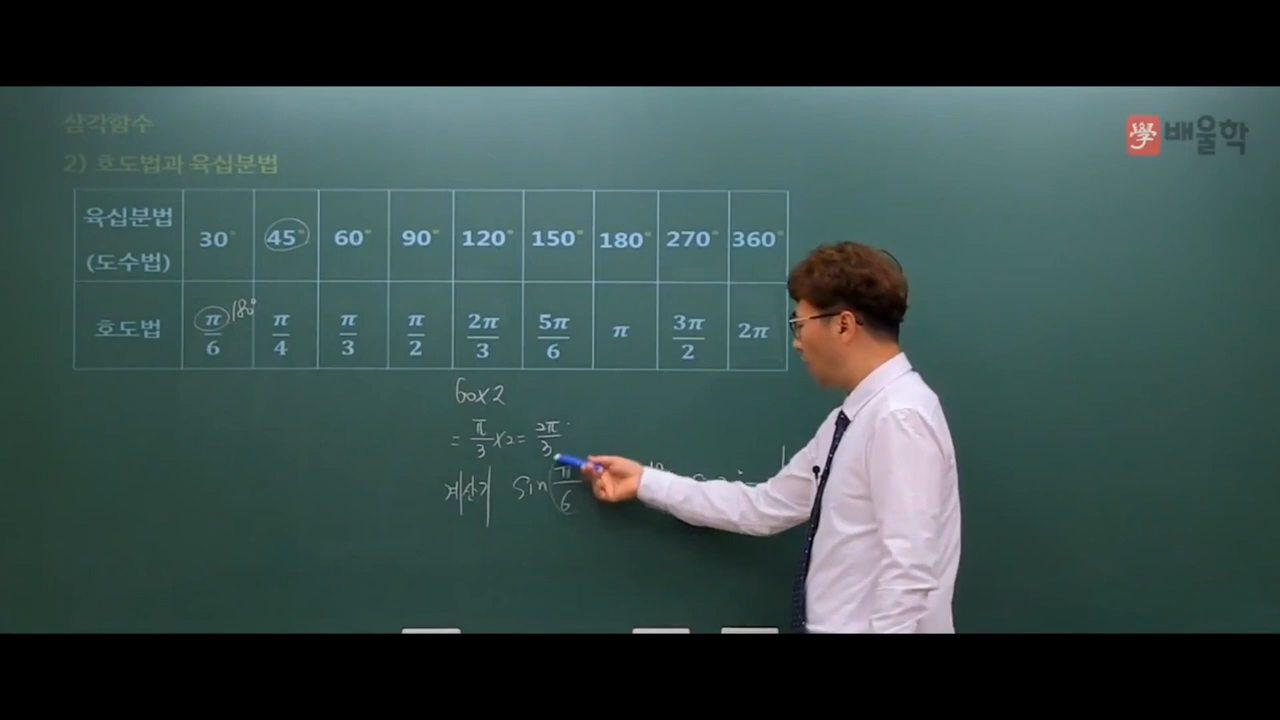 삼각함수
學 배울학
2) 호도법과 육십분법
육십분법 (도수법) 30° 45° 60° 90° 120° 150° 180° 270° 360°
호도법 π/6 180° π/4 π/3 π/2 2π/3 5π/6 π 3π/2 2π
60×2
= π/3 ×2 = 2π/3
계산기 sin π/6